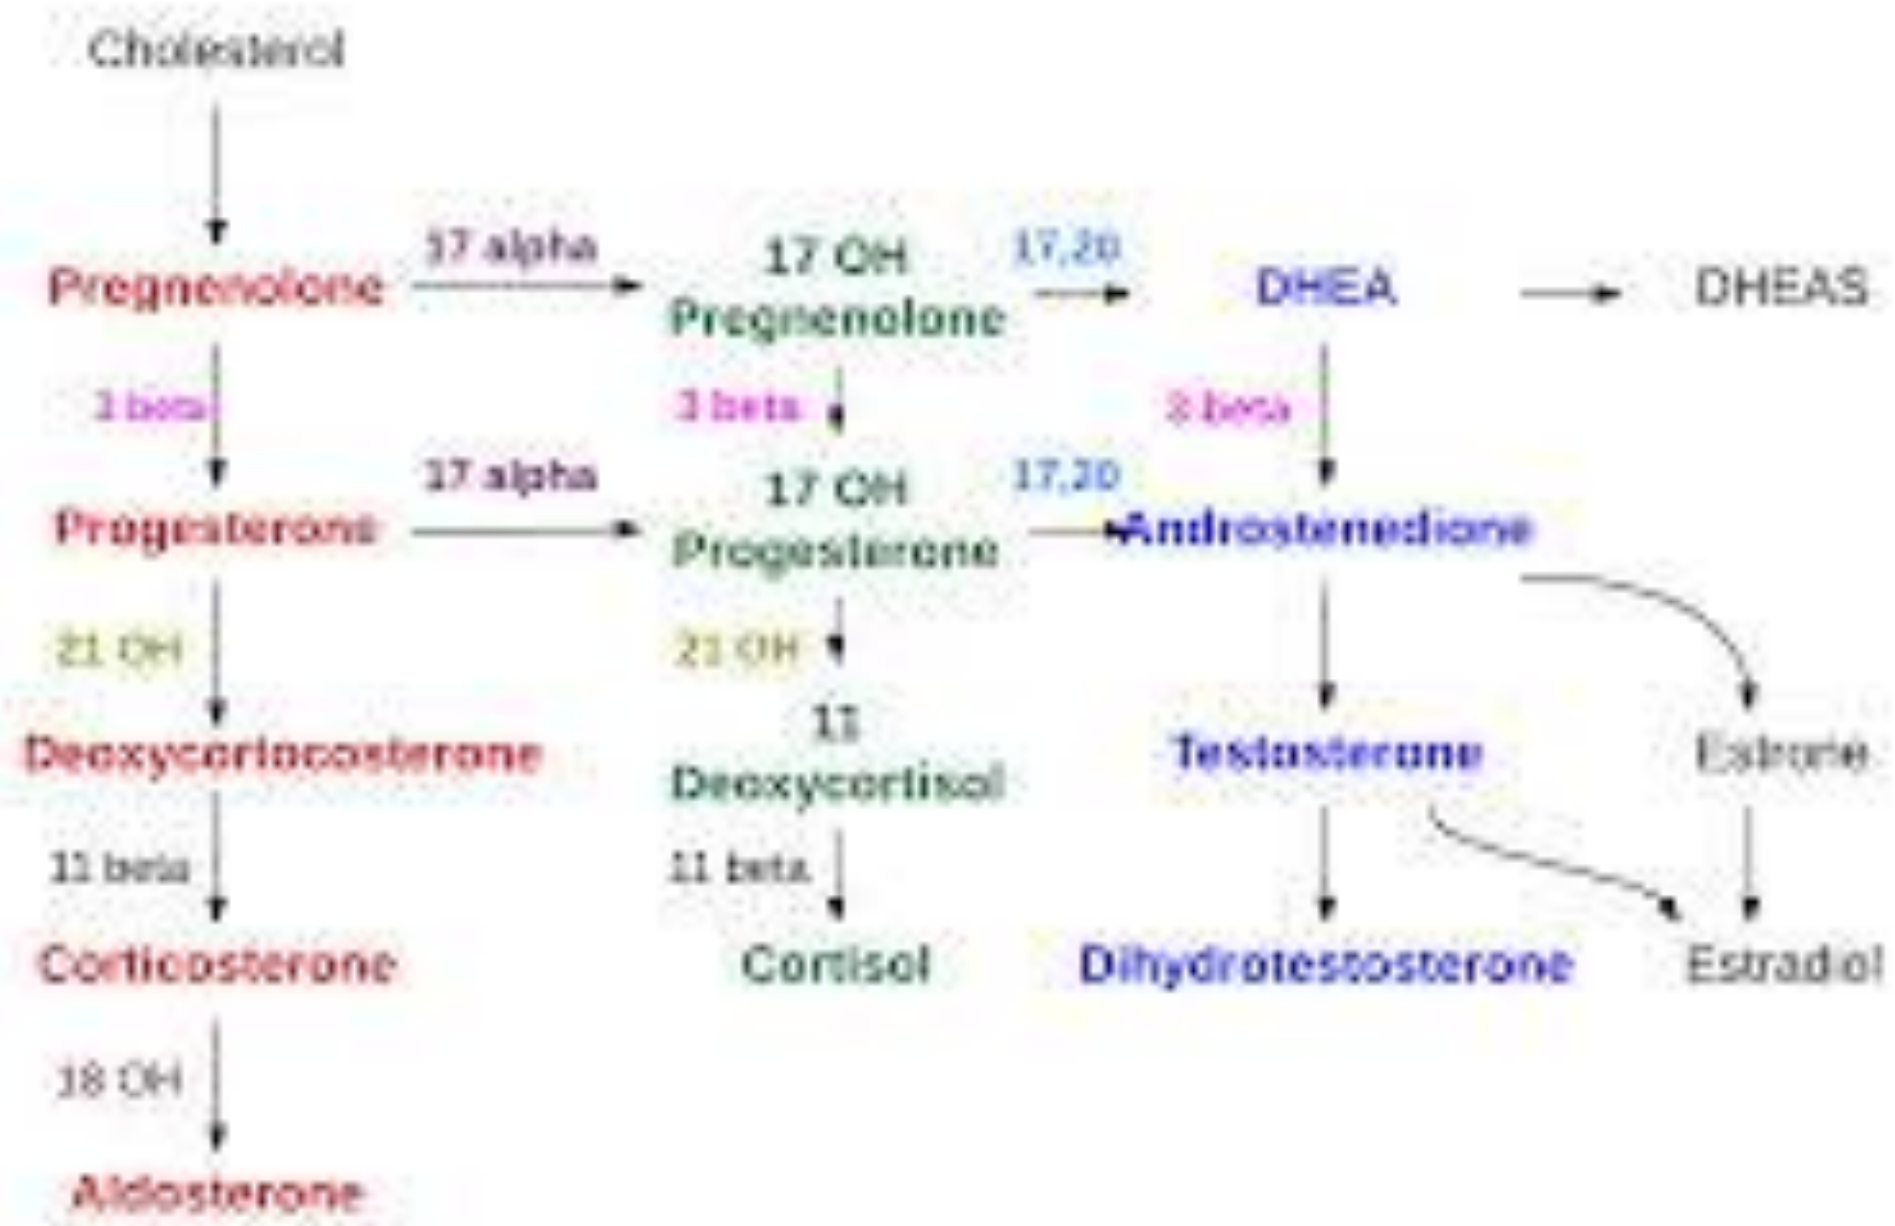 Cholesterol
17 alpha
17 OH
17,20
Pregnenolone
Pregnenolone
DHEA
DHEAS
3 beta
3 beta
3 beta
17 alpha
17 OH
17,20
Progesterone
Progesterone
Androstenedione
21 OH
21 OH
11
Deoxycortocosterone
Deoxycortisol
Testosterone
Estrone
11 beta
11 beta
Corticosterone
Cortisol
Dihydrotestosterone
Estradiol
18 OH
Aldosterone